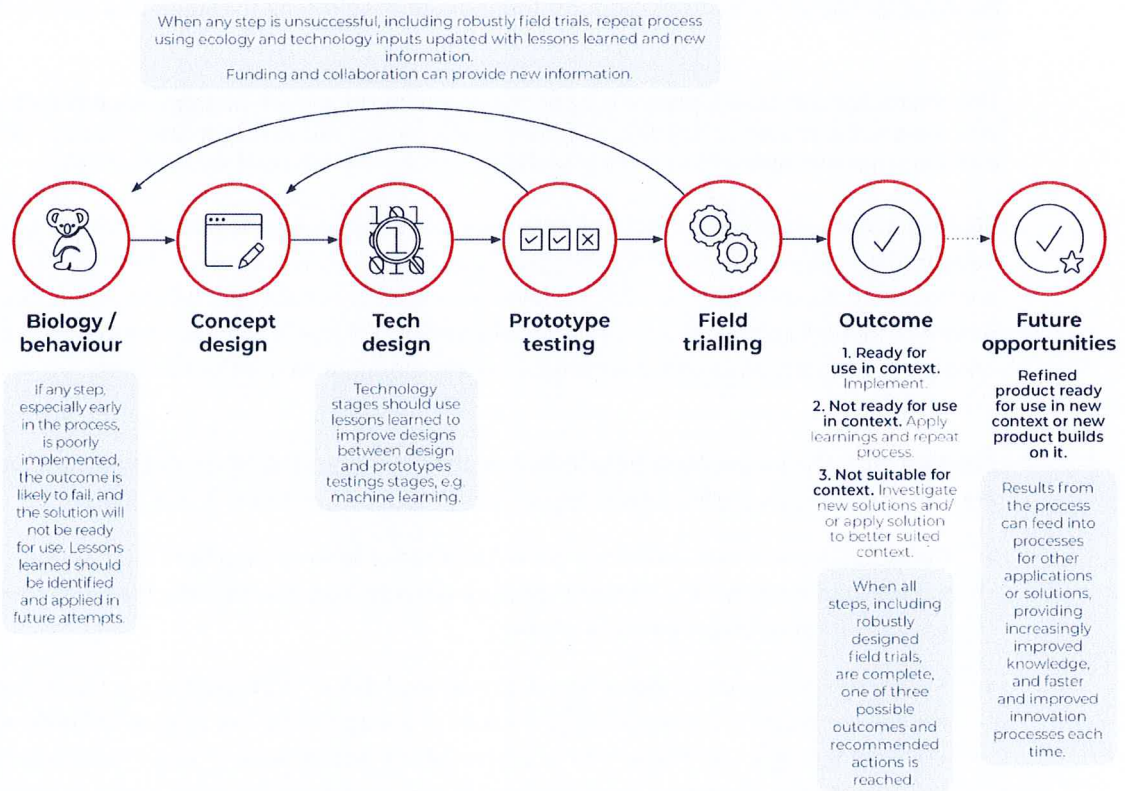 When any step is unsuccessful, including robustly field trials, repeat process
using ecology and technology inputs updated with lessons learned and new
information.
Funding and collaboration can provide new information.
101
1
010
Biology /
behaviour
If any step,
especially early
in the process,
is poorly
implemented,
the outcome is
likely to fail, and
the solution will
not be ready
for use. Lessons
learned should
be identified
and applied in
future attempts.
Concept
design
Tech
design
Technology
stages should use
lessons learned to
improve designs
between design
and prototypes
testings stages, e.g.
machine learning.
Prototype
testing
Field
trialling
Outcome
1. Ready for
use in context.
Implement.
2. Not ready for use
in context. Apply
learnings and repeat
process.
3. Not suitable for
context. Investigate
new solutions and/
or apply solution
to better suited
context.
When all
steps, including
robustly
designed
field trials,
are complete,
one of three
possible
outcomes and
recommended
actions is
reached.
Future
opportunities
Refined
product ready
for use in new
context or new
product builds
on it.
Results from
the process
can feed into
processes
for other
applications
or solutions,
providing
increasingly
improved
knowledge,
and faster
and improved
innovation
processes each
time.